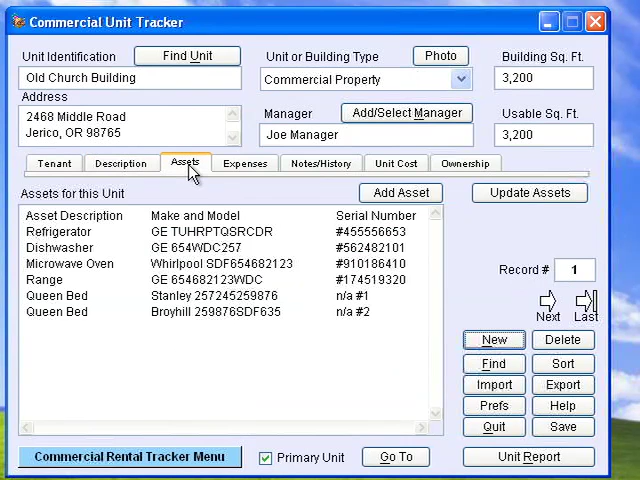 Commercial Unit Tracker
Unit Identification Find Unit Unit or Building Type Photo Building Sq. Ft.
Old Church Building Commercial Property 3,200
Address
2468 Middle Road
Jerico, OR 98765
Manager Add/Select Manager Usable Sq. Ft.
Joe Manager 3,200
Tenant Description Assets Expenses Notes/History Unit Cost Ownership
Assets for this Unit Add Asset Update Assets
Asset Description Make and Model Serial Number
Refrigerator GE TUHRPTQSRCDR #455556653
Dishwasher GE 654WDC257 #562482101
Microwave Oven Whirlpool SDF654682123 #910186410
Range GE 654682123WDC #174519320
Queen Bed Stanley 257245259876 n/a #1
Queen Bed Broyhill 259876SDF635 n/a #2
Record # 1
Next Last
New Delete
Find Sort
Import Export
Prefs Help
Quit Save
Commercial Rental Tracker Menu Primary Unit Go To Unit Report